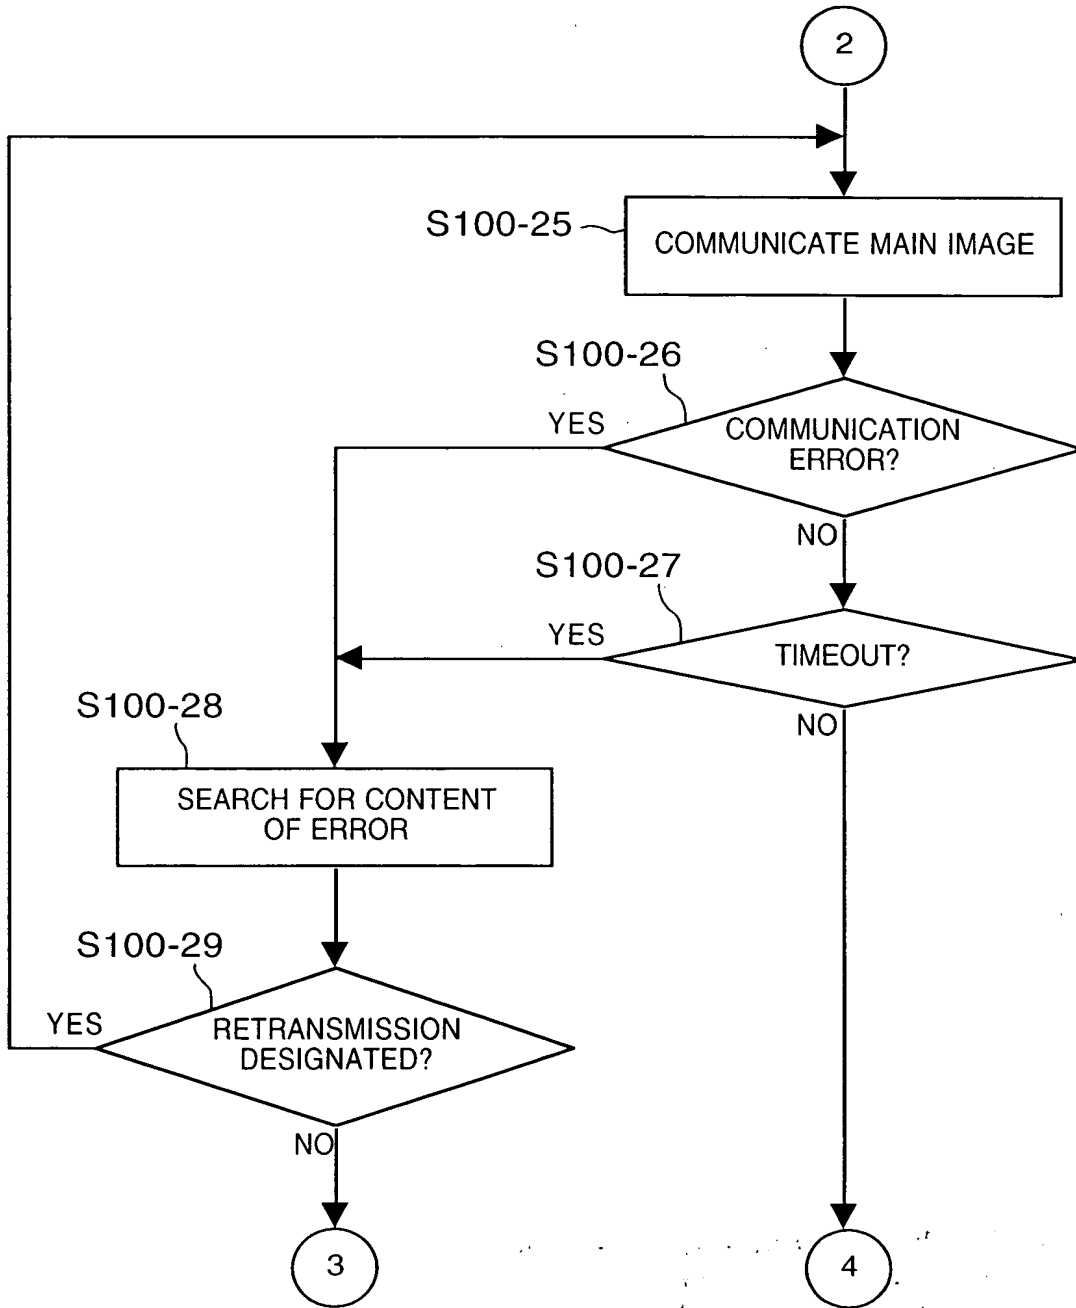 2
S100-25
COMMUNICATE MAIN IMAGE
S100-26
YES
COMMUNICATION
ERROR?
NO
S100-27
YES
TIMEOUT?
NO
S100-28
SEARCH FOR CONTENT
OF ERROR
S100-29
YES
RETRANSMISSION
DESIGNATED?
NO
3
4